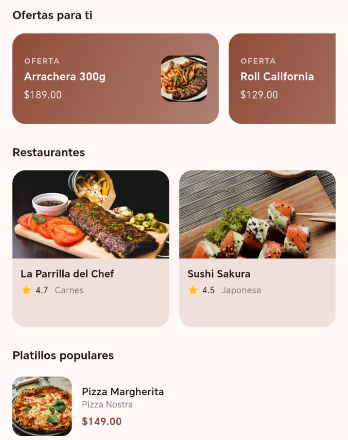 Ofertas para ti
OFERTA
Arrachera 300g
$189.00
OFERTA
Roll California
$129.00
Restaurantes
La Parrilla del Chef
4.7 Carnes
Sushi Sakura
4.5 Japonesa
Platillos populares
Pizza Margherita
Pizza Nostra
$149.00